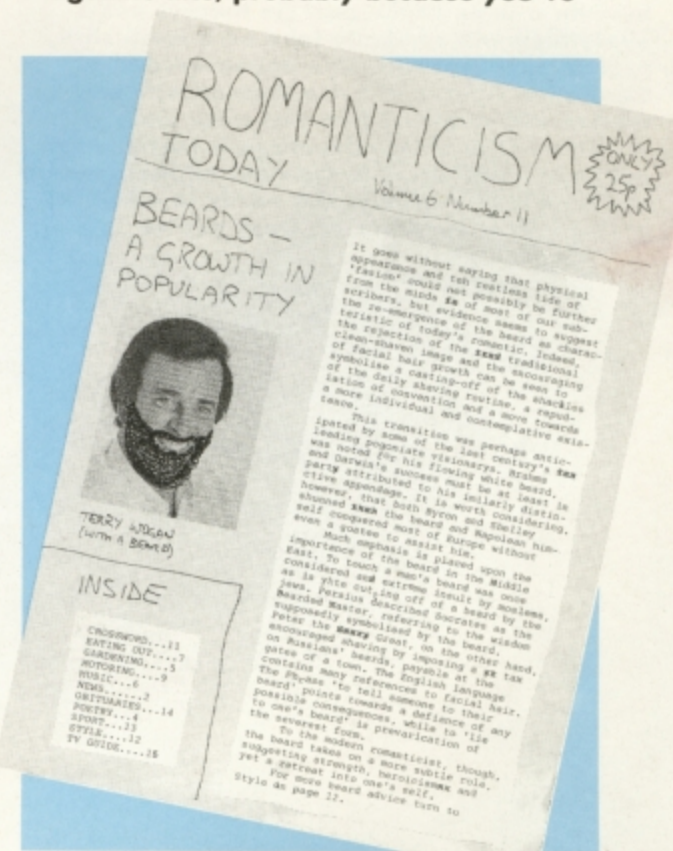 probably because you're
ROMANTICISM
TODAY
Volume 6 Number 11
ONLY
25p
BEARDS –
A GROWTH IN
POPULARITY
TERRY WOGAN
(WITH A BEARD)
INSIDE
CROSSWORD...11
EATING OUT....7
GARDENING....5
MOTORING....9
MUSIC...6
NEWS......2
OBITUARIES...14
POETRY...4
SPORT...13
STYLE....12
TV GUIDE....15
It goes without saying that physical
appearance and teh restless tide of
'fasion' could not possibly be further
from the minds is of most of our sub-
scribers, but evidence seems to suggest
the re-emergence of the beard as charac-
teristic of today's romantic. Indeed,
the rejection of the traditional
clean-shaven image and the encouraging
of facial hair growth can be seen to
symbolise a casting-off of the shackles
of the daily shaving routine, a repud-
iation of convention and a move towards
a more individual and contemplative exis-
tence.
This transition was perhaps antic-
ipated by some of the last century's
leading pogoniate visionarys. Brahms
was noted for his flowing white beard,
and Darwin's success must be at least in
party attributed to his imilarly distin-
ctive appendage. It is worth considering,
however, that both Byron and Shelley
shunned the beard and Napolean him-
self conquered most of Europe without
even a goatee to assist him.
Much emphasis is placed upon the
importance of the beard in the Middle
East. To touch a man's beard was once
considered and extreme insult by moslems,
as is yhte cut,ing off of a beard by the
jews. Persius described Socrates as the
Bearded Master, referring to the wisdom
supposedly symbolised by the beard.
Peter the Great, on the other hand,
encouraged shaving by imposing a tax
on Russians' beards, payable at the
gates of a town. The English language
contains many references to facial hair.
The Phrase 'to tell someone to their
beard' points towards a defience of any
possible consequences, while to 'lie
to one's beard' is prevarication of
the severest form.
To the modern romanticist, though,
tha beard takes on a more subtle role,
suggesting strength, heroicism and
yet a retreat into one's self.
For more beard advice turn to
Style on page 12.